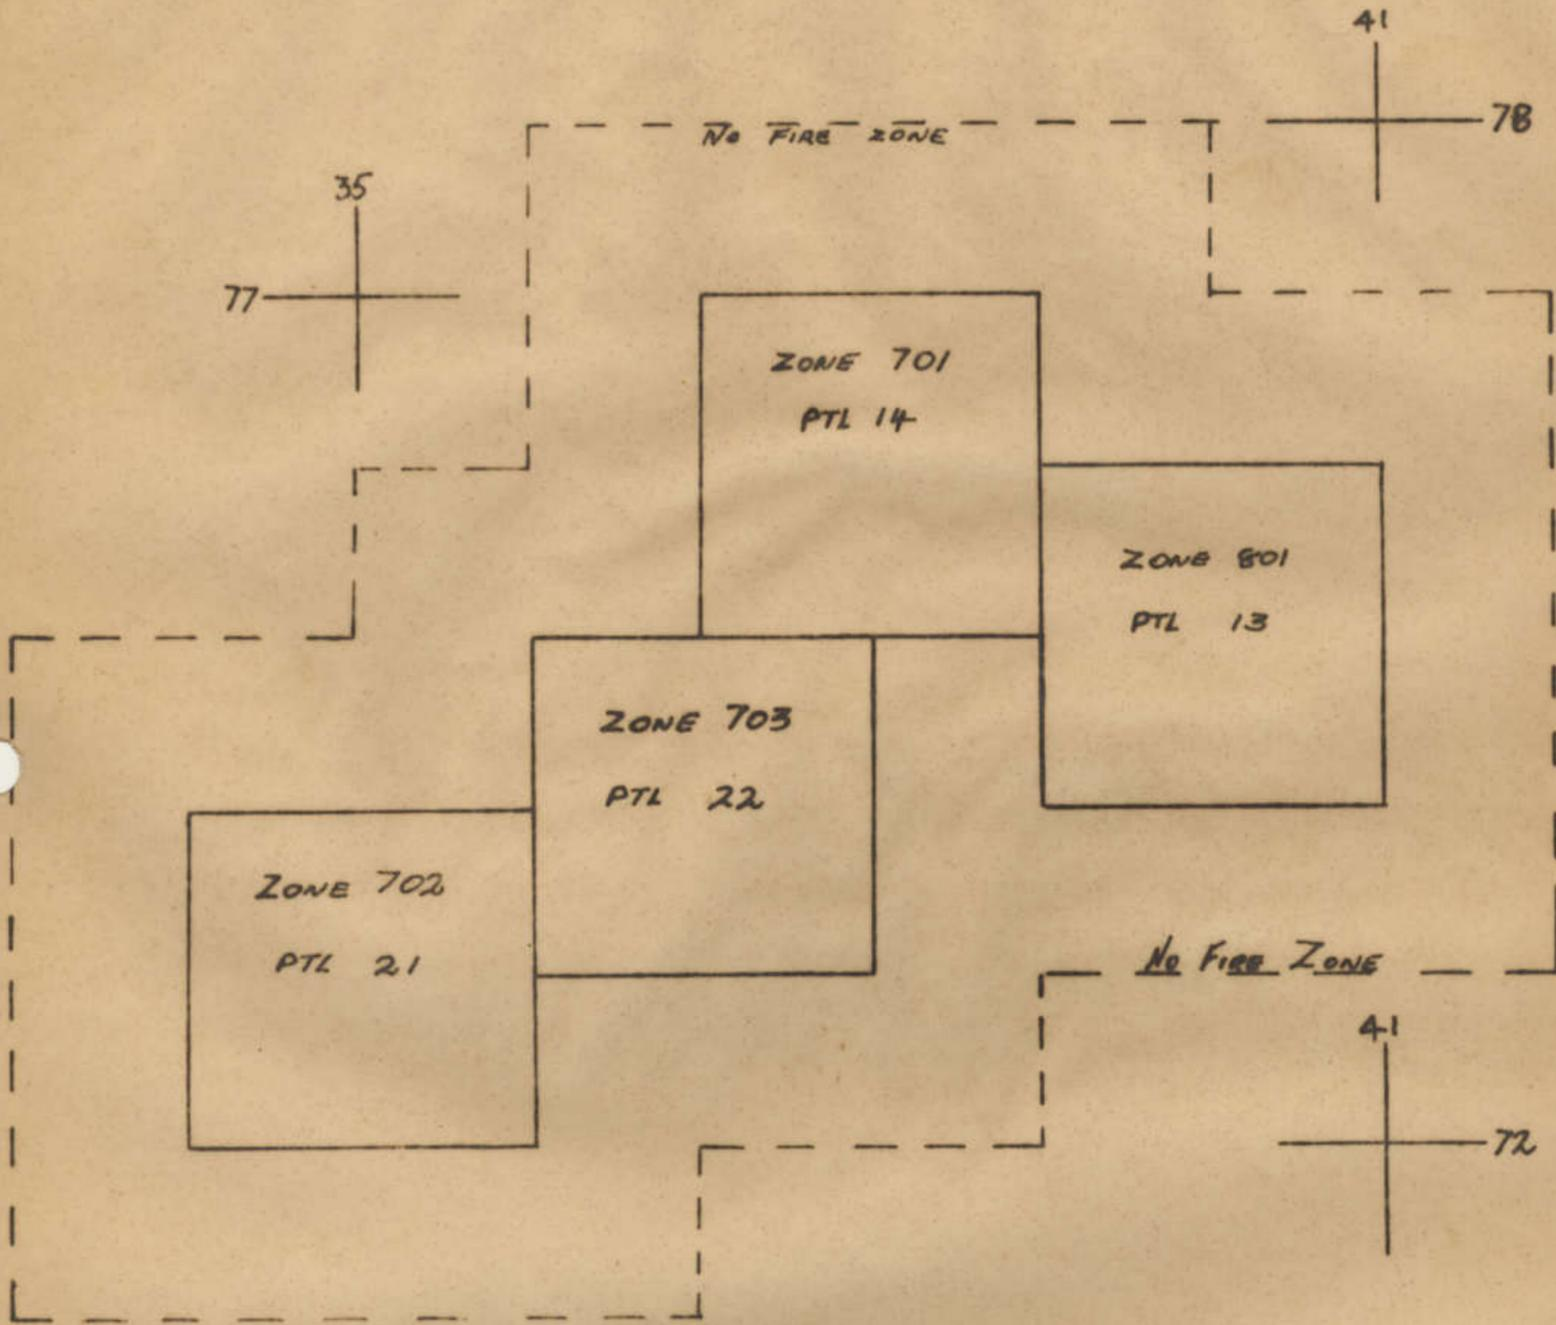 41
78
No FIRE ZONE
35
77
ZONE 701
PTL 14
ZONE 801
PTL 13
ZONE 703
PTL 22
ZONE 702
PTL 21
No FIRE ZONE
41
72